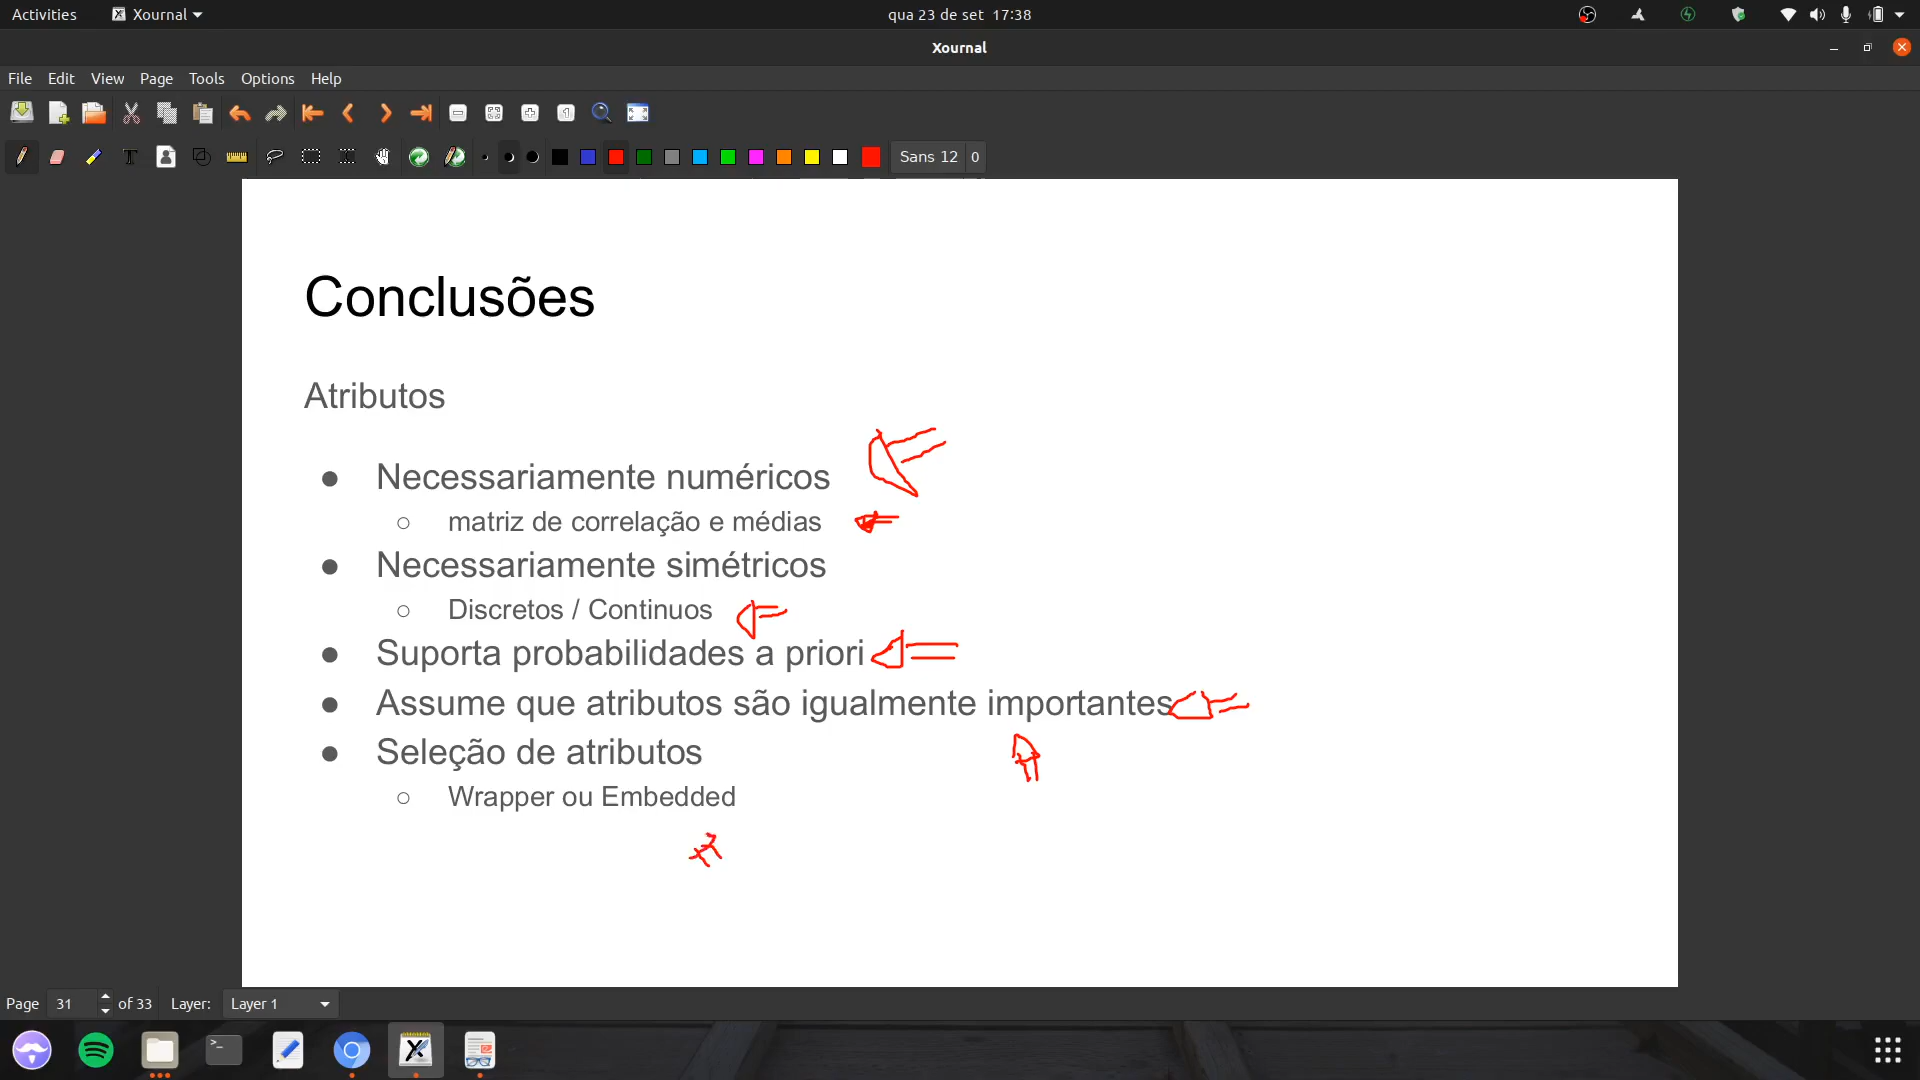 Activities
Xournal
qua 23 de set 17:38
Xournal
File Edit View Page Tools Options Help
Sans 12 0
Conclusões
Atributos
● Necessariamente numéricos
○ matriz de correlação e médias
● Necessariamente simétricos
○ Discretos / Continuos
● Suporta probabilidades a priori
● Assume que atributos são igualmente importantes
● Seleção de atributos
○ Wrapper ou Embedded
Page 31 of 33 Layer: Layer 1